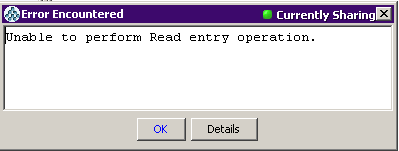 Error Encountered
Currently Sharing
Unable to perform Read entry operation.
OK
Details